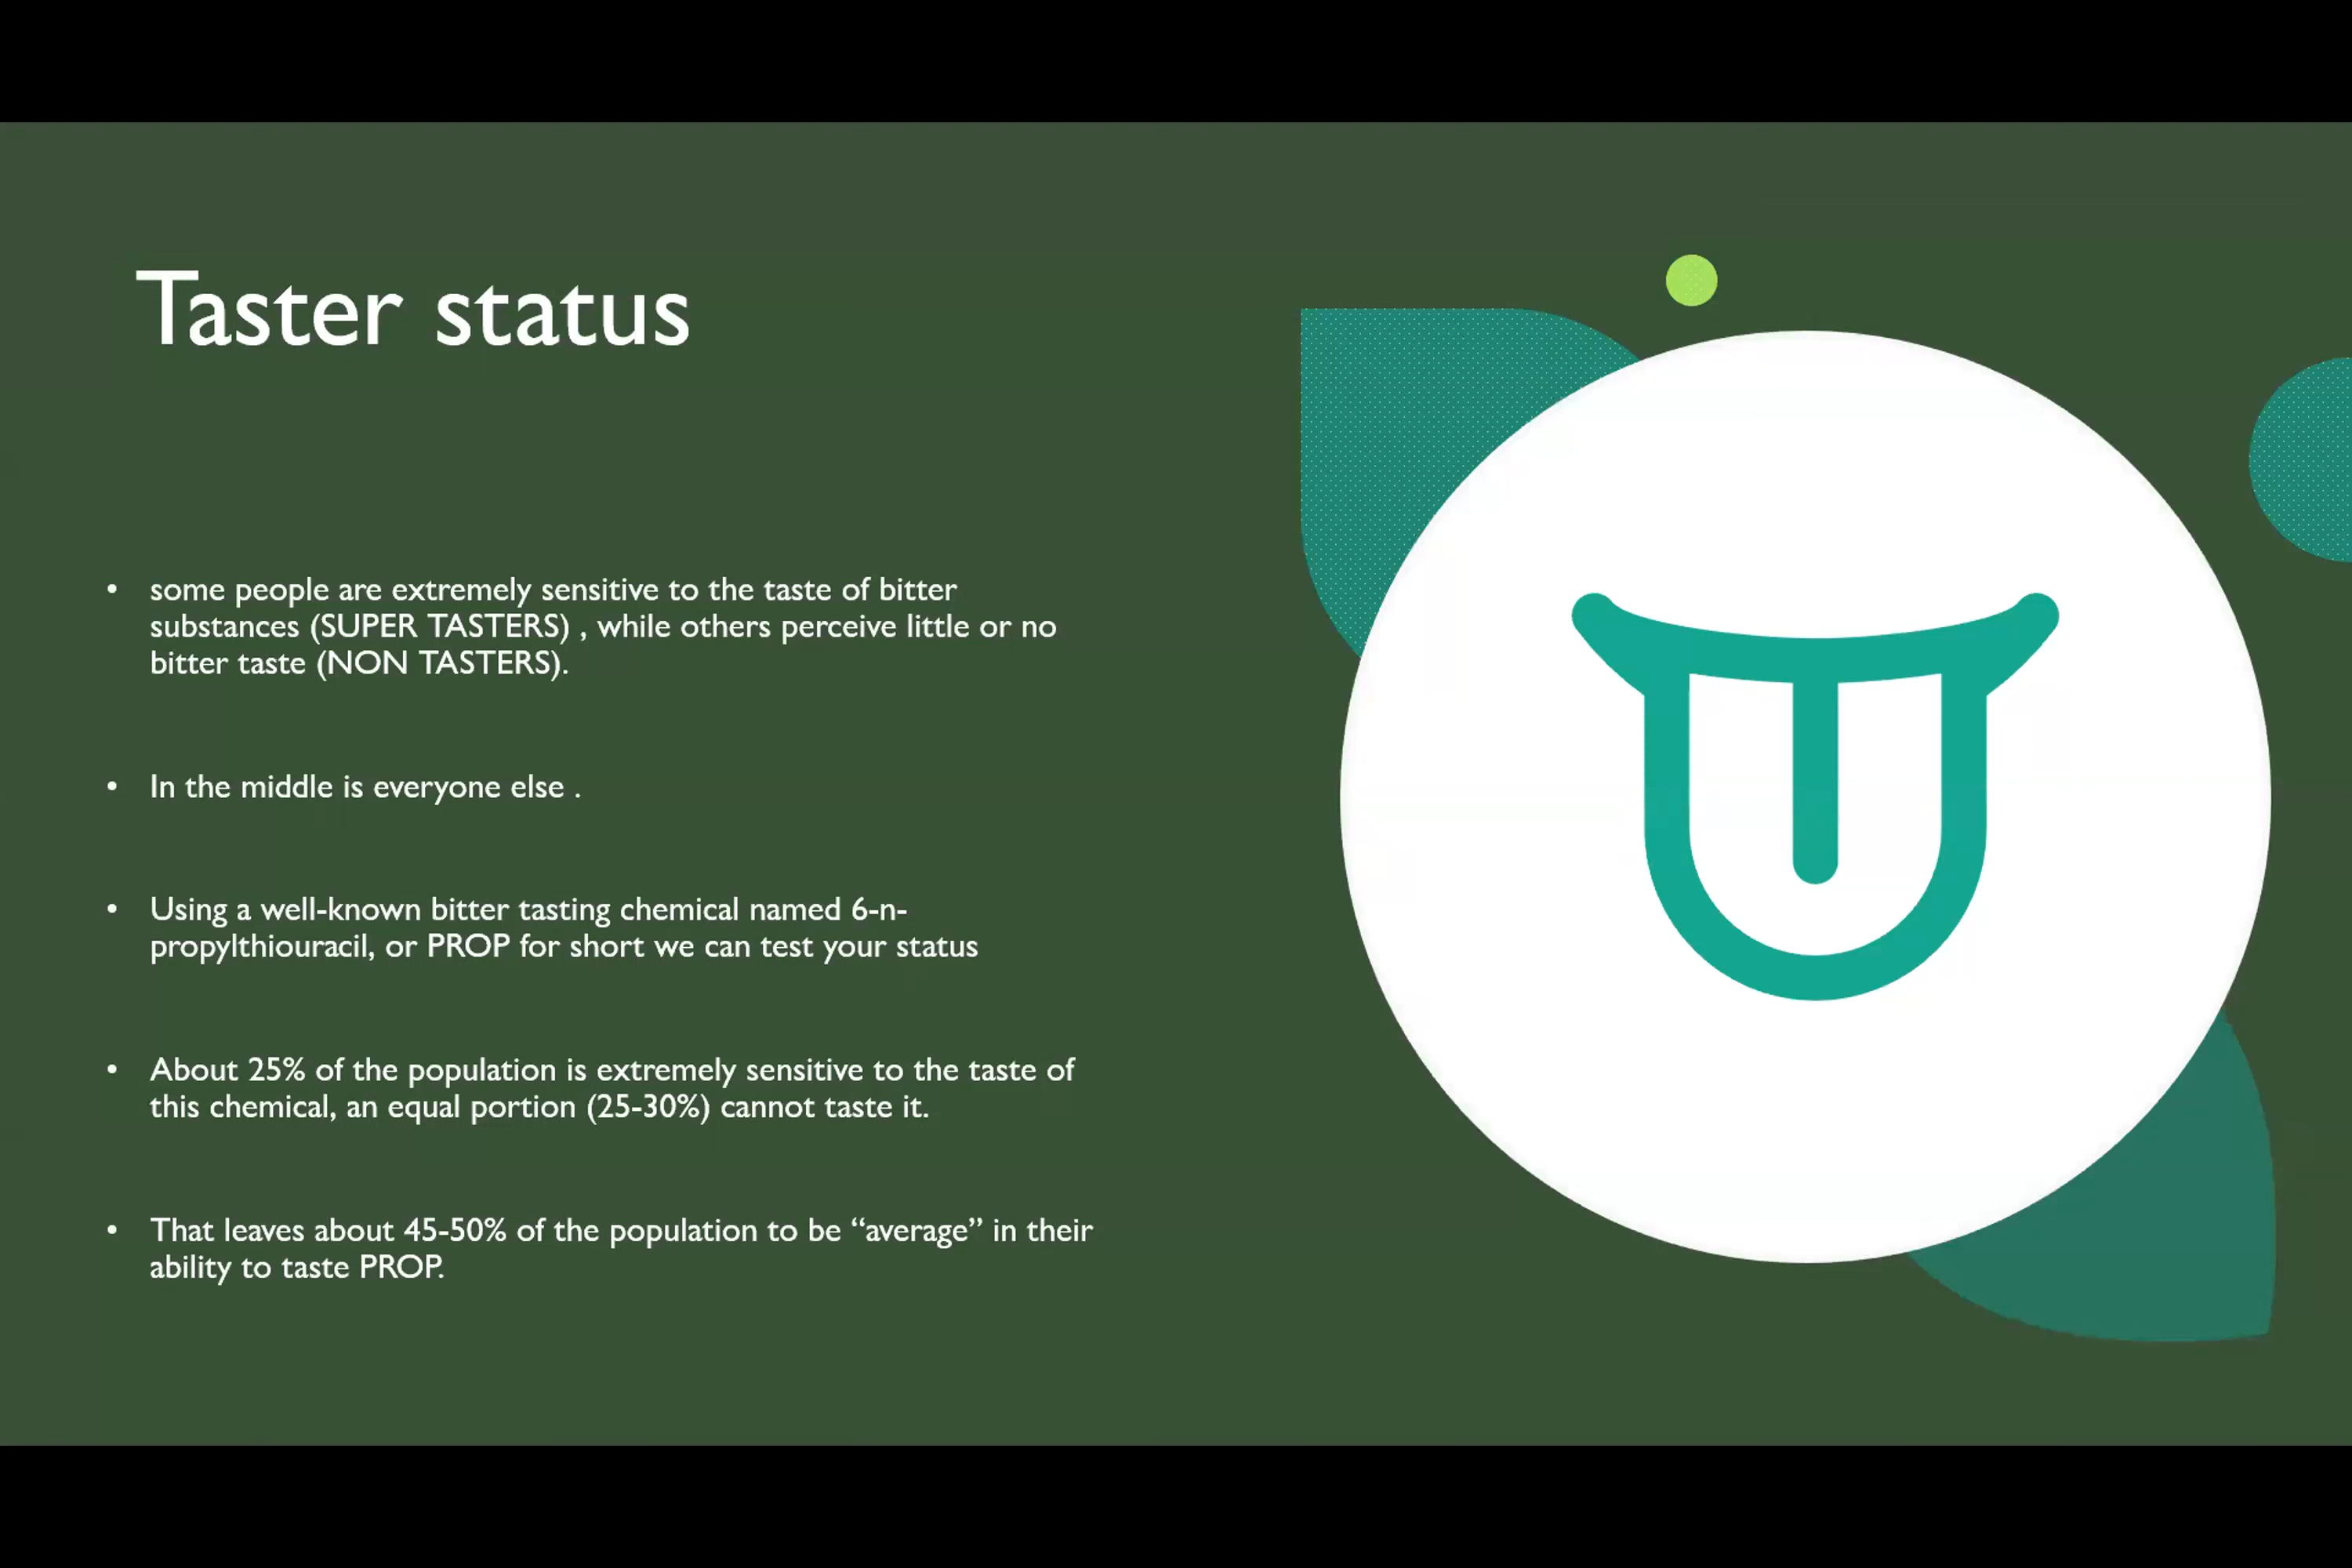 Taster status
• some people are extremely sensitive to the taste of bitter
substances (SUPER TASTERS) , while others perceive little or no
bitter taste (NON TASTERS).
• In the middle is everyone else .
• Using a well-known bitter tasting chemical named 6-n-
propylthiouracil, or PROP for short we can test your status
• About 25% of the population is extremely sensitive to the taste of
this chemical, an equal portion (25-30%) cannot taste it.
• That leaves about 45-50% of the population to be “average” in their
ability to taste PROP.